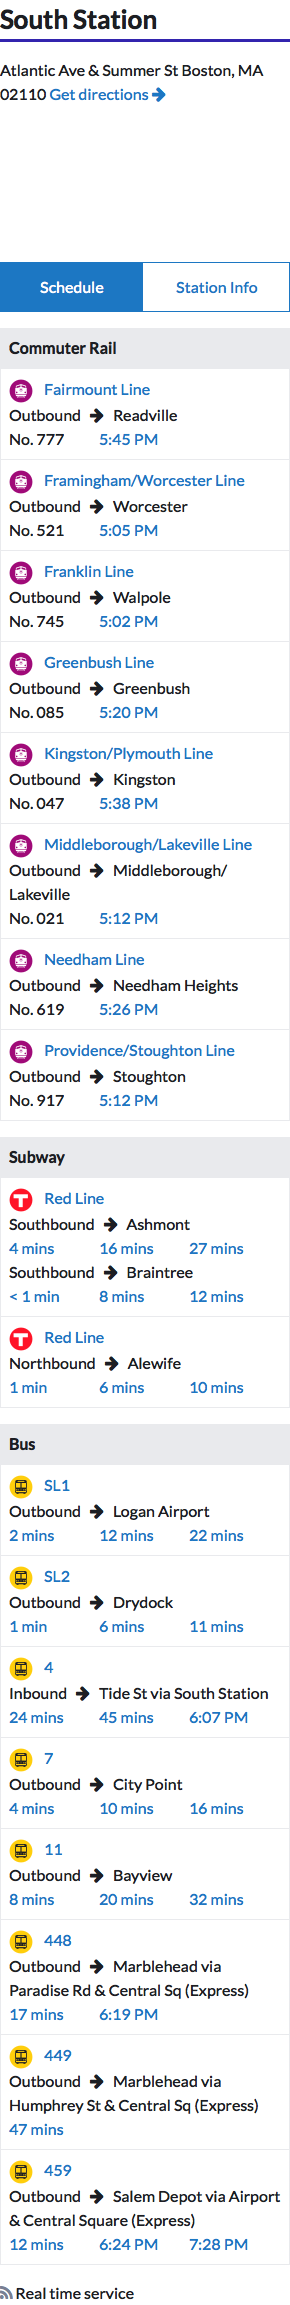 South Station
Atlantic Ave & Summer St Boston, MA
02110 Get directions
Schedule
Station Info
Commuter Rail
Fairmount Line
Outbound Readville
No. 777 5:45 PM
Framingham/Worcester Line
Outbound Worcester
No. 521 5:05 PM
Franklin Line
Outbound Walpole
No. 745 5:02 PM
Greenbush Line
Outbound Greenbush
No. 085 5:20 PM
Kingston/Plymouth Line
Outbound Kingston
No. 047 5:38 PM
Middleborough/Lakeville Line
Outbound Middleborough/
Lakeville
No. 021 5:12 PM
Needham Line
Outbound Needham Heights
No. 619 5:26 PM
Providence/Stoughton Line
Outbound Stoughton
No. 917 5:12 PM
Subway
T Red Line
Southbound Ashmont
4 mins 16 mins 27 mins
Southbound Braintree
< 1 min 8 mins 12 mins
T Red Line
Northbound Alewife
1 min 6 mins 10 mins
Bus
SL1
Outbound Logan Airport
2 mins 12 mins 22 mins
SL2
Outbound Drydock
1 min 6 mins 11 mins
4
Inbound Tide St via South Station
24 mins 45 mins 6:07 PM
7
Outbound City Point
4 mins 10 mins 16 mins
11
Outbound Bayview
8 mins 20 mins 32 mins
448
Outbound Marblehead via
Paradise Rd & Central Sq (Express)
17 mins 6:19 PM
449
Outbound Marblehead via
Humphrey St & Central Sq (Express)
47 mins
459
Outbound Salem Depot via Airport
& Central Square (Express)
12 mins 6:24 PM 7:28 PM
Real time service